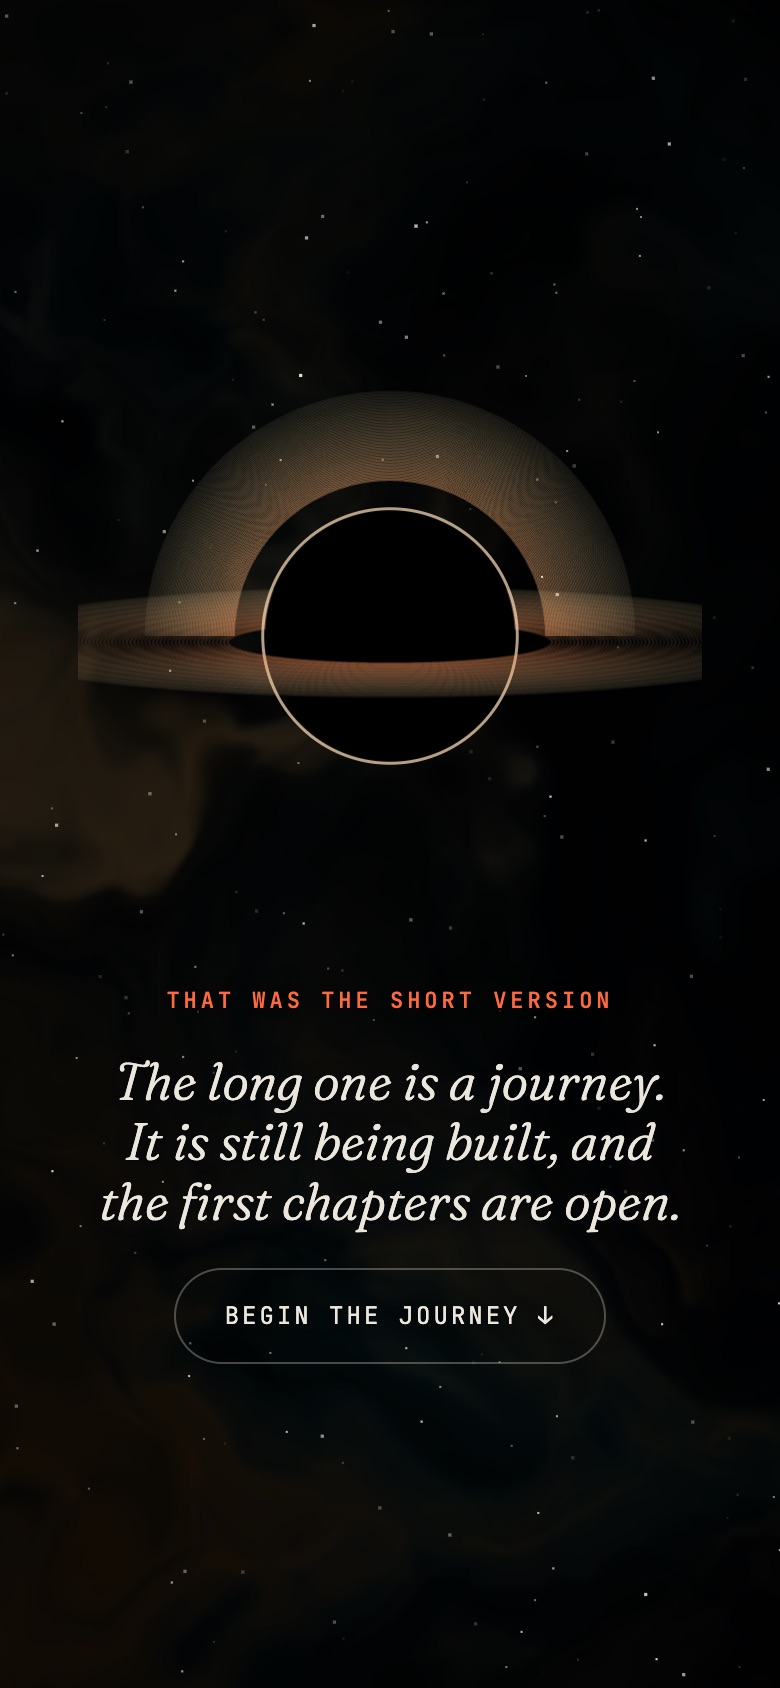 THAT WAS THE SHORT VERSION
The long one is a journey.
It is still being built, and
the first chapters are open.
BEGIN THE JOURNEY ↓